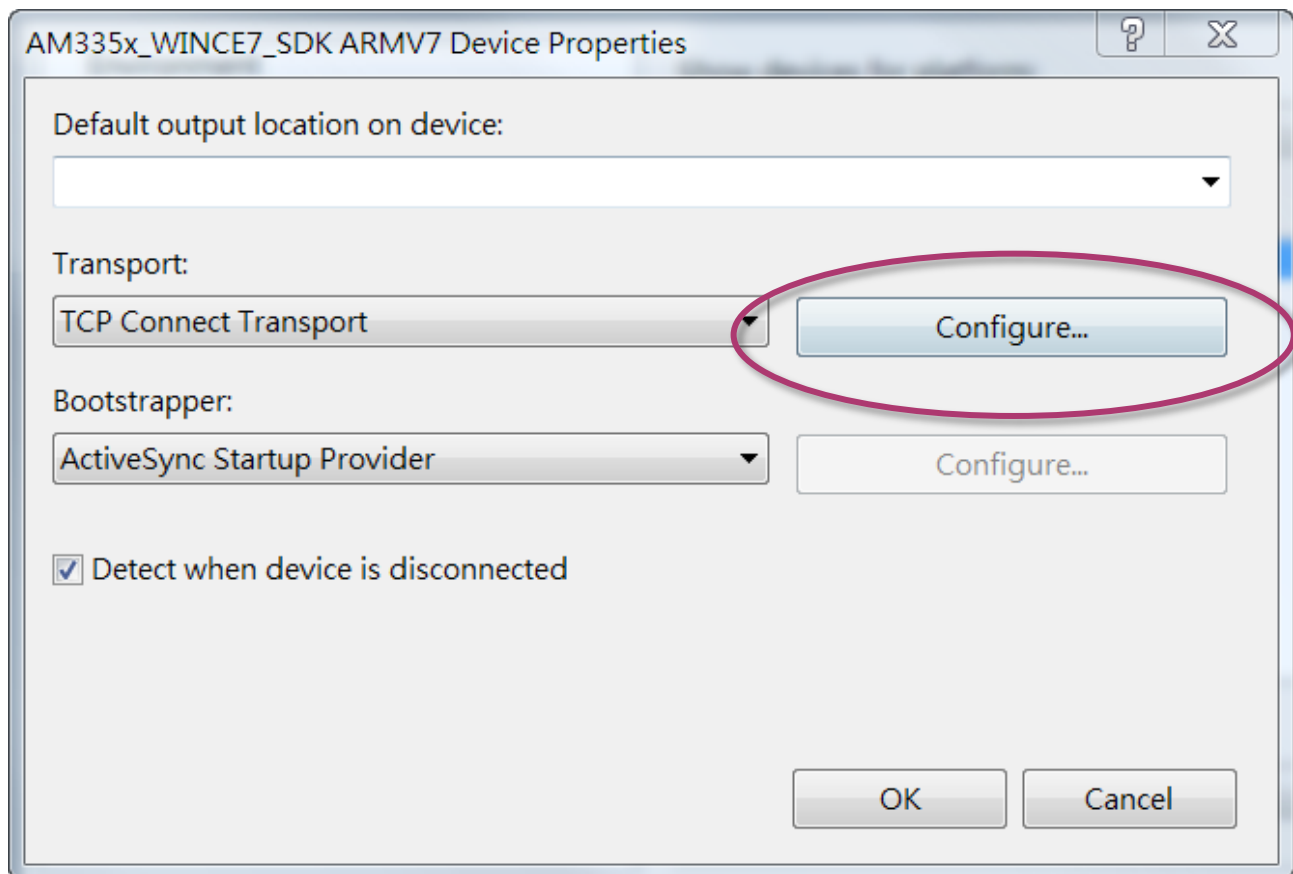 AM335x_WINCE7_SDK ARMV7 Device Properties
Default output location on device:
Transport:
TCP Connect Transport
Configure...
Bootstrapper:
ActiveSync Startup Provider
Configure...
Detect when device is disconnected
OK
Cancel